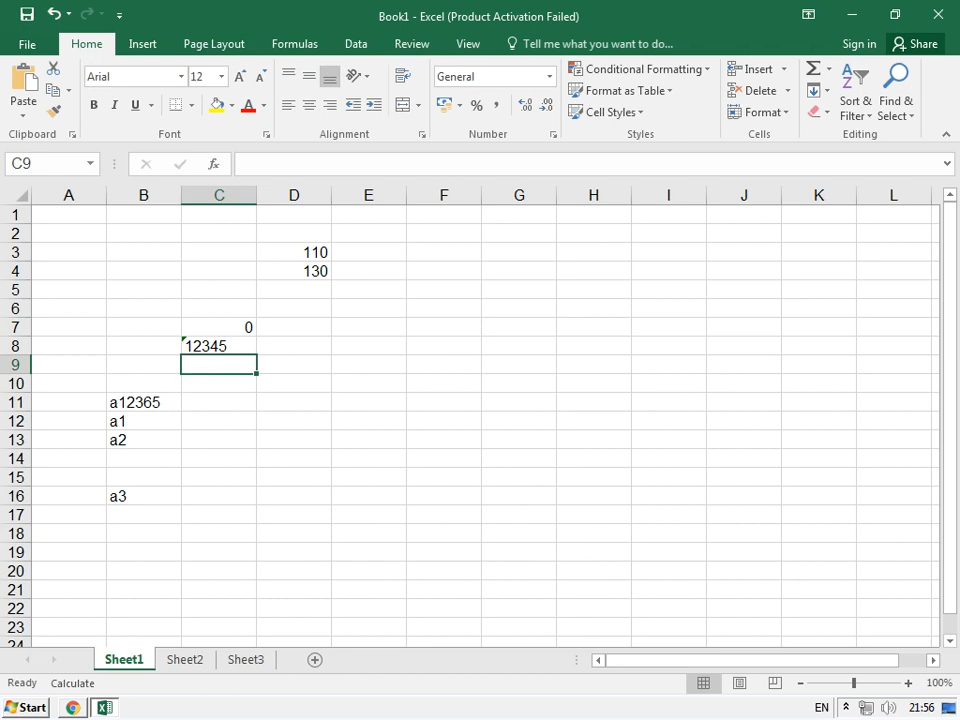 Book1 - Excel (Product Activation Failed)
File Home Insert Page Layout Formulas Data Review View Tell me what you want to do... Sign in Share
Arial 12 General Conditional Formatting Insert
Paste B I U % , Format as Table Delete Sort & Find &
Cell Styles Format Filter Select
Clipboard Font Alignment Number Styles Cells Editing
C9 fx
A B C D E F G H I J K L
1
2
3 110
4 130
5
6
7 0
8 12345
9
10
11 a12365
12 a1
13 a2
14
15
16 a3
17
18
19
20
21
22
23
24
Sheet1 Sheet2 Sheet3
Ready Calculate 100%
Start EN 21:56